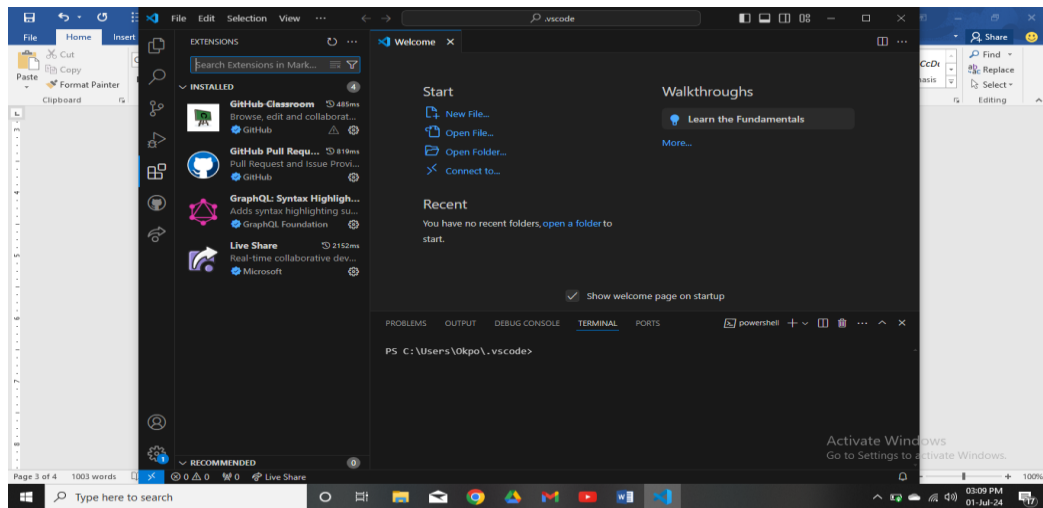 File Edit Selection View ··· .vscode
File Home Insert
Share
Cut
Copy
Paste
Format Painter
Clipboard
Find
Replace
Select
Editing
EXTENSIONS
Search Extensions in Mark...
INSTALLED 4
GitHub Classroom 485ms
Browse, edit and collaborat...
GitHub
GitHub Pull Requ... 819ms
Pull Request and Issue Provi...
GitHub
GraphQL: Syntax Highligh...
Adds syntax highlighting su...
GraphQL Foundation
Live Share 2152ms
Real-time collaborative dev...
Microsoft
RECOMMENDED 0
Welcome
Start
New File...
Open File...
Open Folder...
Connect to...
Recent
You have no recent folders, open a folder to
start.
Walkthroughs
Learn the Fundamentals
More...
Show welcome page on startup
PROBLEMS OUTPUT DEBUG CONSOLE TERMINAL PORTS powershell
PS C:\Users\Okpo\.vscode>
Activate Windows
Go to Settings to activate Windows.
1
0 0 0 Live Share
Page 3 of 4 1003 words
100%
Type here to search
03:09 PM
01-Jul-24
17